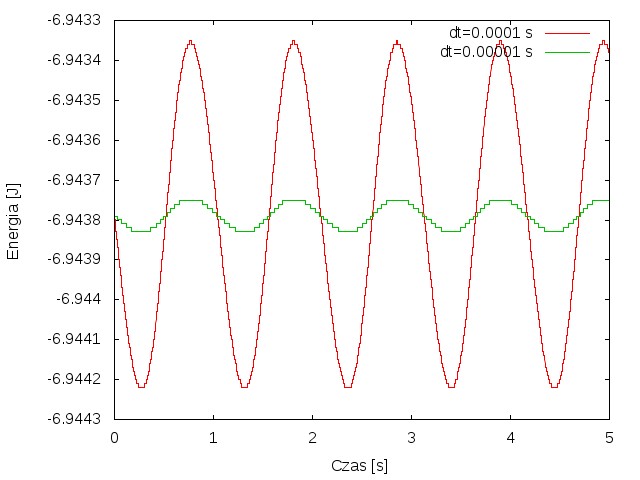 -6.9433
-6.9434
-6.9435
-6.9436
-6.9437
-6.9438
-6.9439
-6.944
-6.9441
-6.9442
-6.9443
Energia [J]
dt=0.0001 s
dt=0.00001 s
0 1 2 3 4 5
Czas [s]